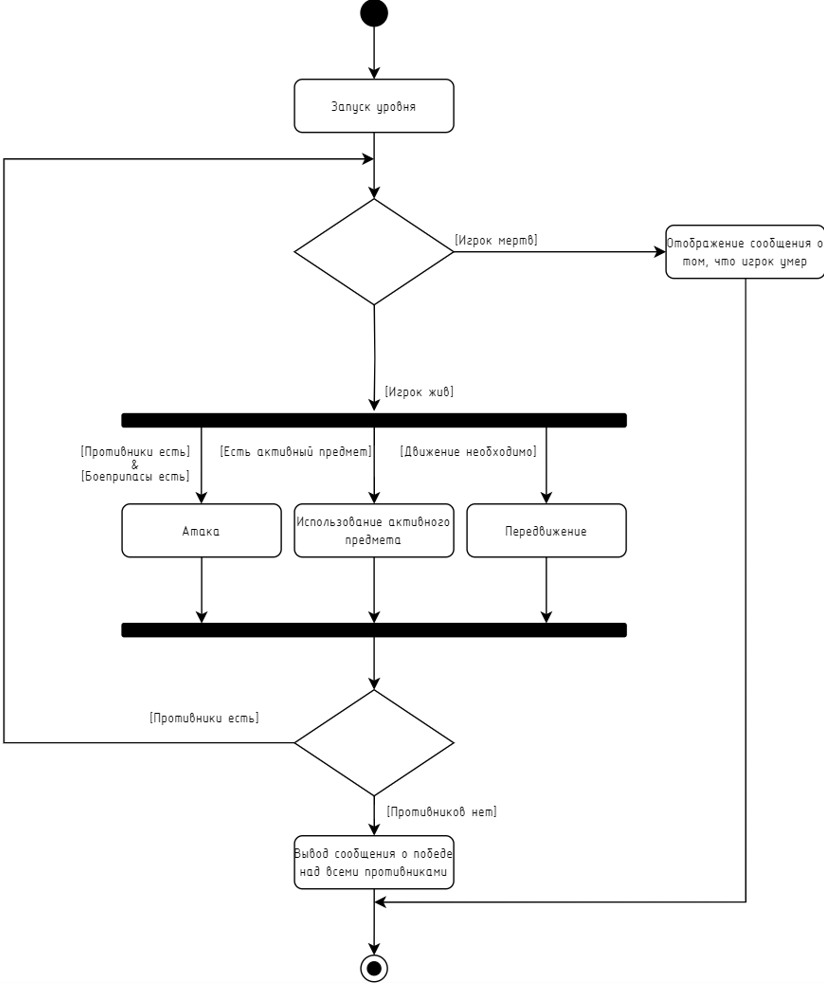 Запуск уровня
[Игрок мертв]
Отображение сообщения о
том, что игрок умер
[Игрок жив]
[Противники есть]
&
[Боеприпасы есть]
[Есть активный предмет]
[Движение необходимо]
Атака
Использование активного
предмета
Передвижение
[Противники есть]
[Противников нет]
Вывод сообщения о победе
над всеми противниками